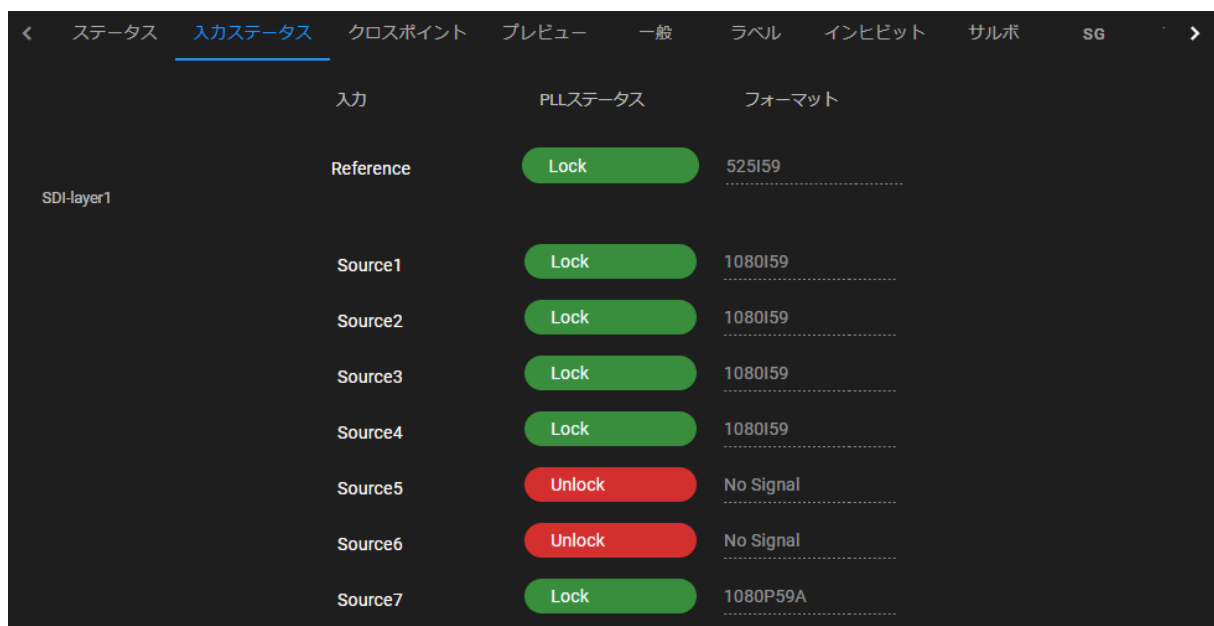 ステータス 入力ステータス クロスポイント プレビュー 一般 ラベル インヒビット サルボ SG
入力 PLLステータス フォーマット
Reference Lock 525I59
SDI-layer1
Source1 Lock 1080I59
Source2 Lock 1080I59
Source3 Lock 1080I59
Source4 Lock 1080I59
Source5 Unlock No Signal
Source6 Unlock No Signal
Source7 Lock 1080P59A